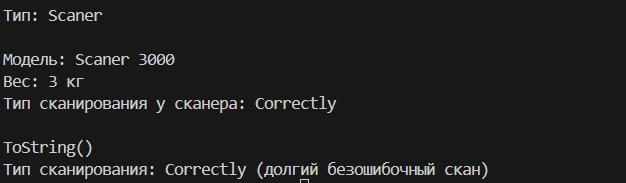 Тип: Scaner
Модель: Scaner 3000
Вес: 3 кг
Тип сканирования у сканера: Correctly
ToString()
Тип сканирования: Correctly (долгий безошибочный скан)